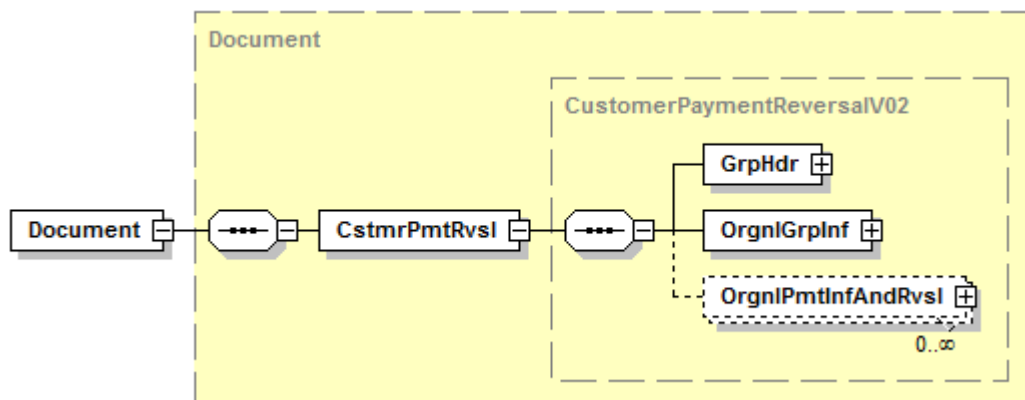 Document
CustomerPaymentReversalV02
GrpHdr
Document
CstmrPmtRvsl
OrgnlGrpInf
OrgnlPmtInfAndRvsl
0..∞